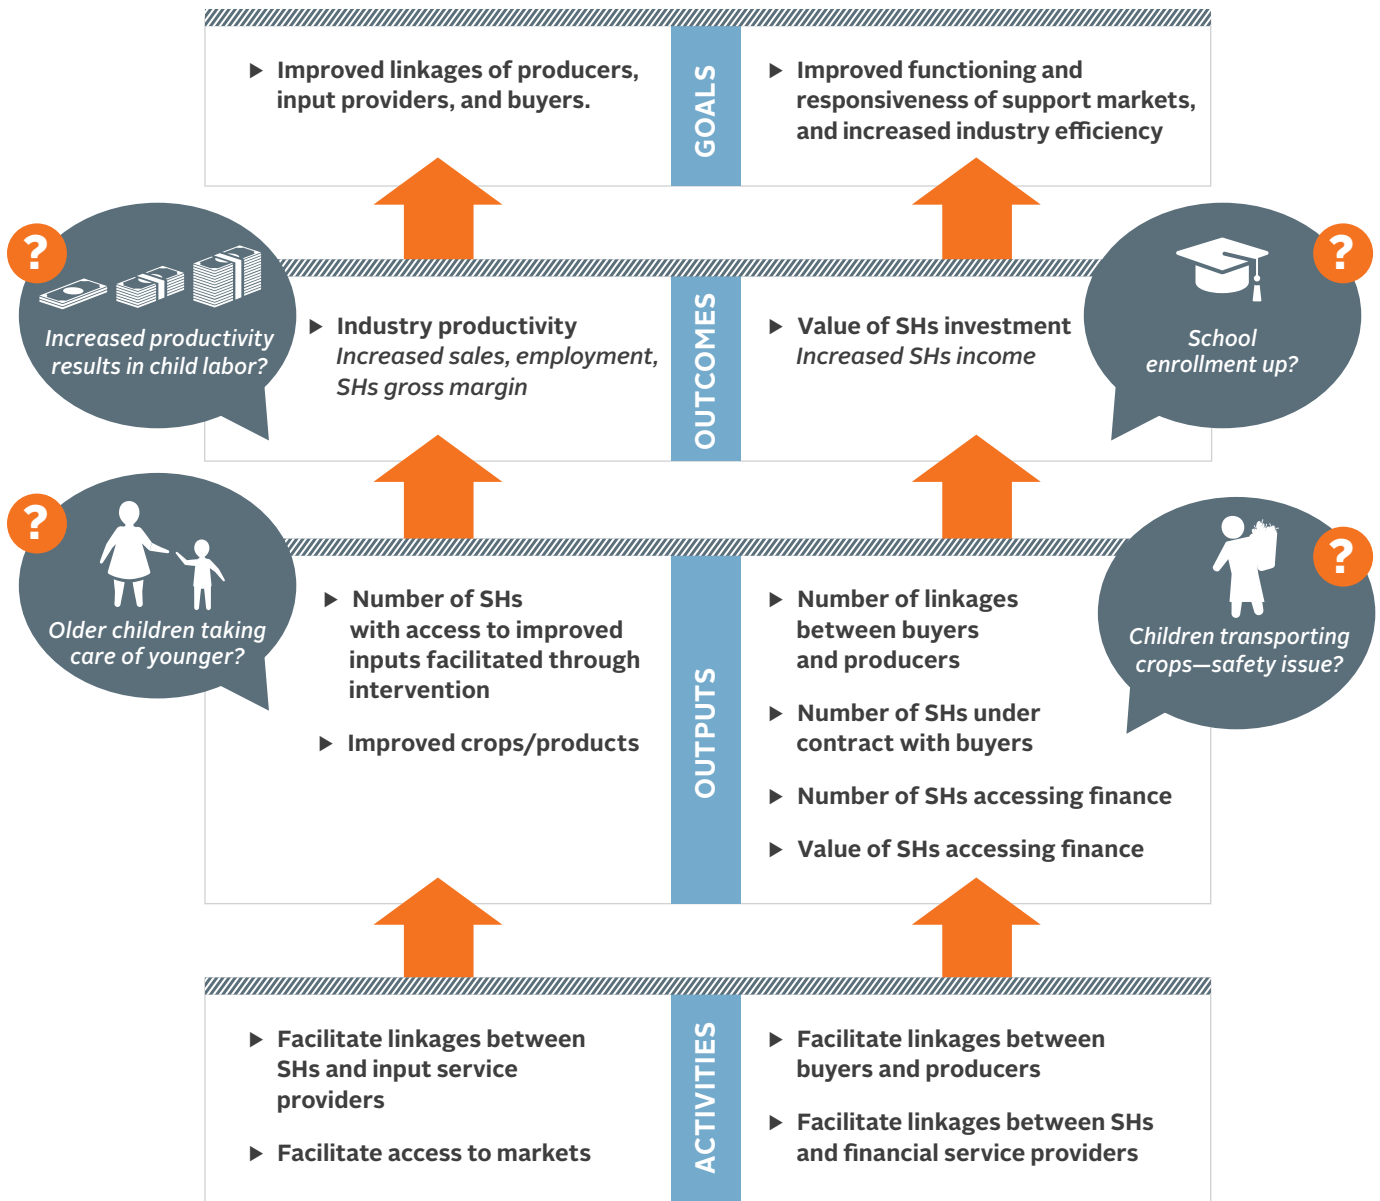 ► Improved linkages of producers,
input providers, and buyers.
GOALS
► Improved functioning and
responsiveness of support markets,
and increased industry efficiency
?
Increased productivity
results in child labor?
► Industry productivity
Increased sales, employment,
SHs gross margin
OUTCOMES
► Value of SHs investment
Increased SHs income
?
School
enrollment up?
?
Older children taking
care of younger?
► Number of SHs
with access to improved
inputs facilitated through
intervention
► Improved crops/products
OUTPUTS
► Number of linkages
between buyers
and producers
► Number of SHs under
contract with buyers
► Number of SHs accessing finance
► Value of SHs accessing finance
?
Children transporting
crops—safety issue?
► Facilitate linkages between
SHs and input service
providers
► Facilitate access to markets
ACTIVITIES
► Facilitate linkages between
buyers and producers
► Facilitate linkages between SHs
and financial service providers